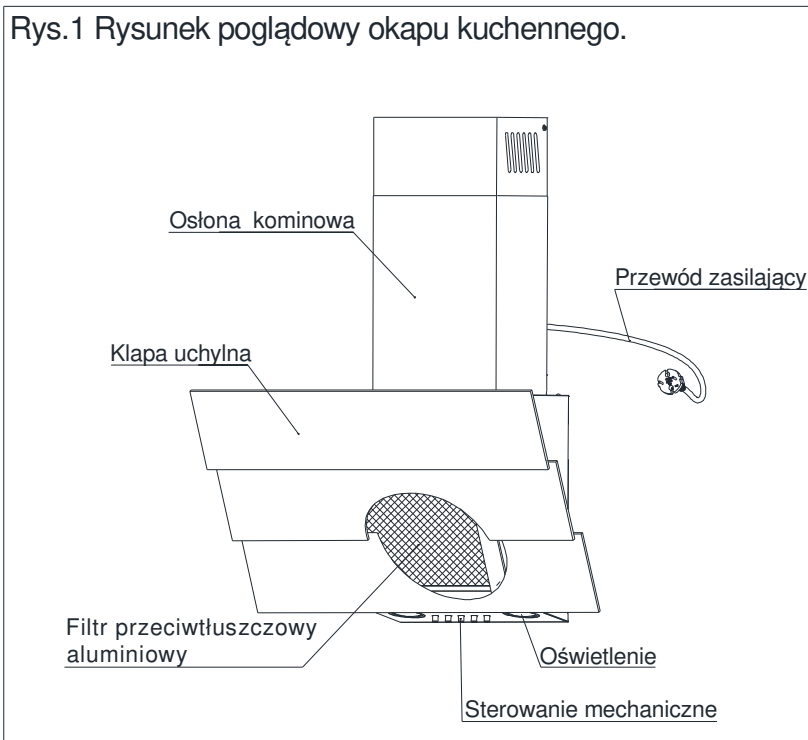 Rys.1 Rysunek poglądowy okapu kuchennego.
Osłona kominowa
Przewód zasilający
Klapa uchylna
Filtr przeciwtłuszczowy
aluminiowy
Oświetlenie
Sterowanie mechaniczne